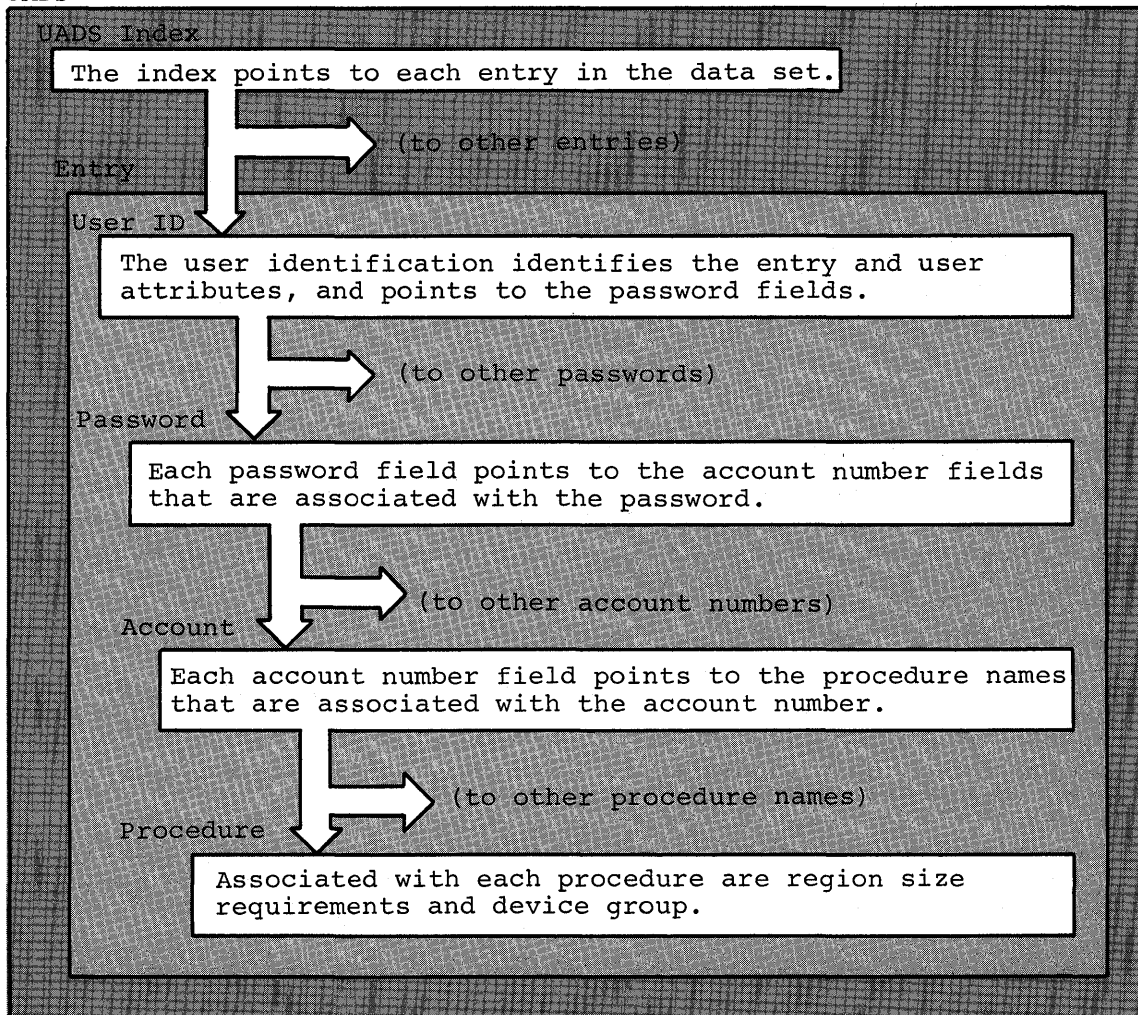 UADS Index
The index points to each entry in the data set.
(to other entries)
Entry
User ID
The user identification identifies the entry and user
attributes, and points to the password fields.
(to other passwords)
Password
Each password field points to the account number fields
that are associated with the password.
(to other account numbers)
Account
Each account number field points to the procedure names
that are associated with the account number.
(to other procedure names)
Procedure
Associated with each procedure are region size
requirements and device group.